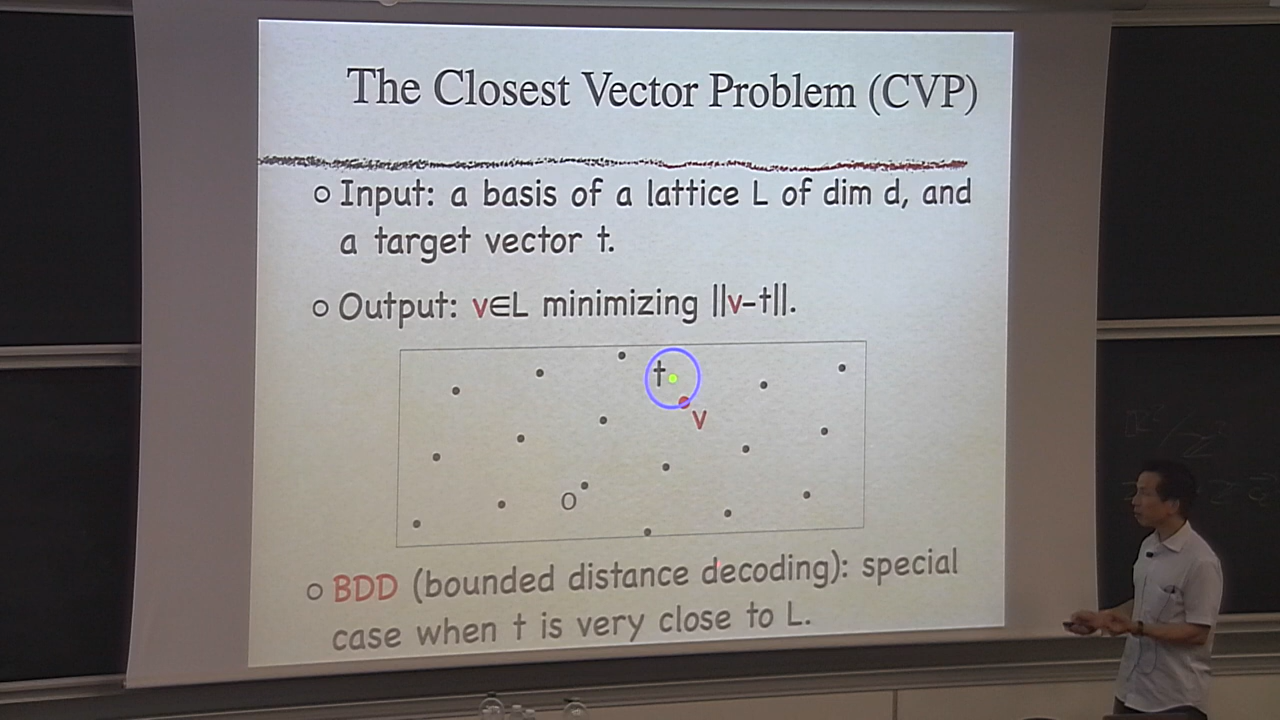 The Closest Vector Problem (CVP)
Input: a basis of a lattice L of dim d, and
a target vector t.
Output: v∈L minimizing ||v-t||.
t
v
O
BDD (bounded distance decoding): special
case when t is very close to L.